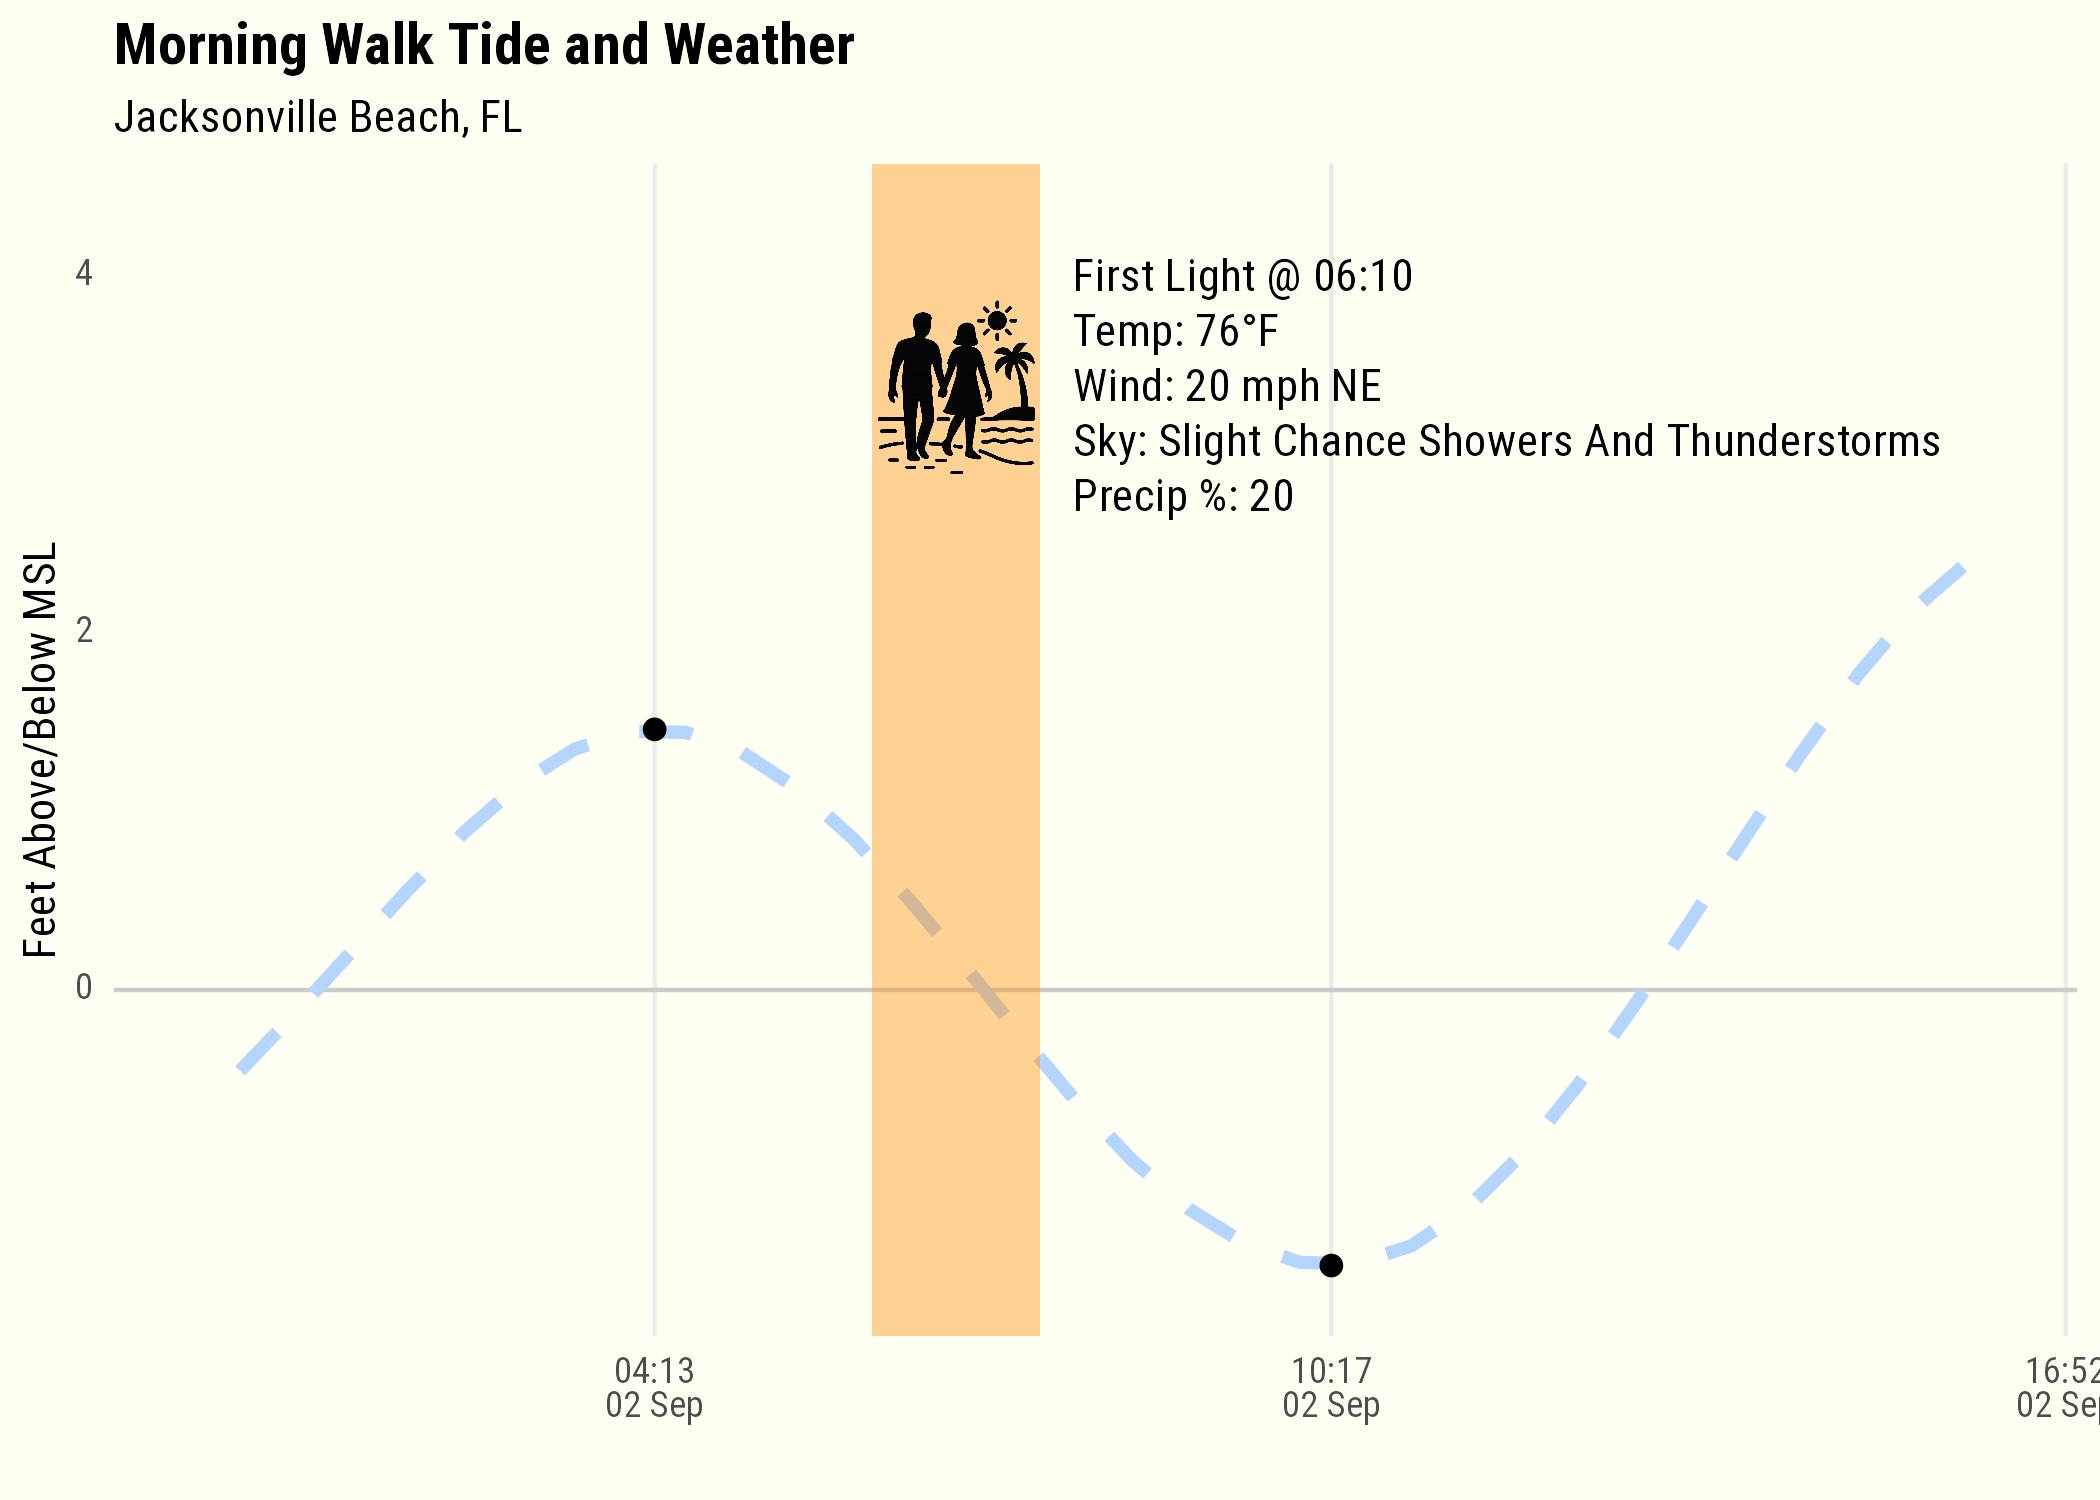 Morning Walk Tide and Weather
Jacksonville Beach, FL
First Light @ 06:10
Temp: 76°F
Wind: 20 mph NE
Sky: Slight Chance Showers And Thunderstorms
Precip %: 20
Feet Above/Below MSL
4
2
0
04:13
02 Sep
10:17
02 Sep
16:52
02 Sep